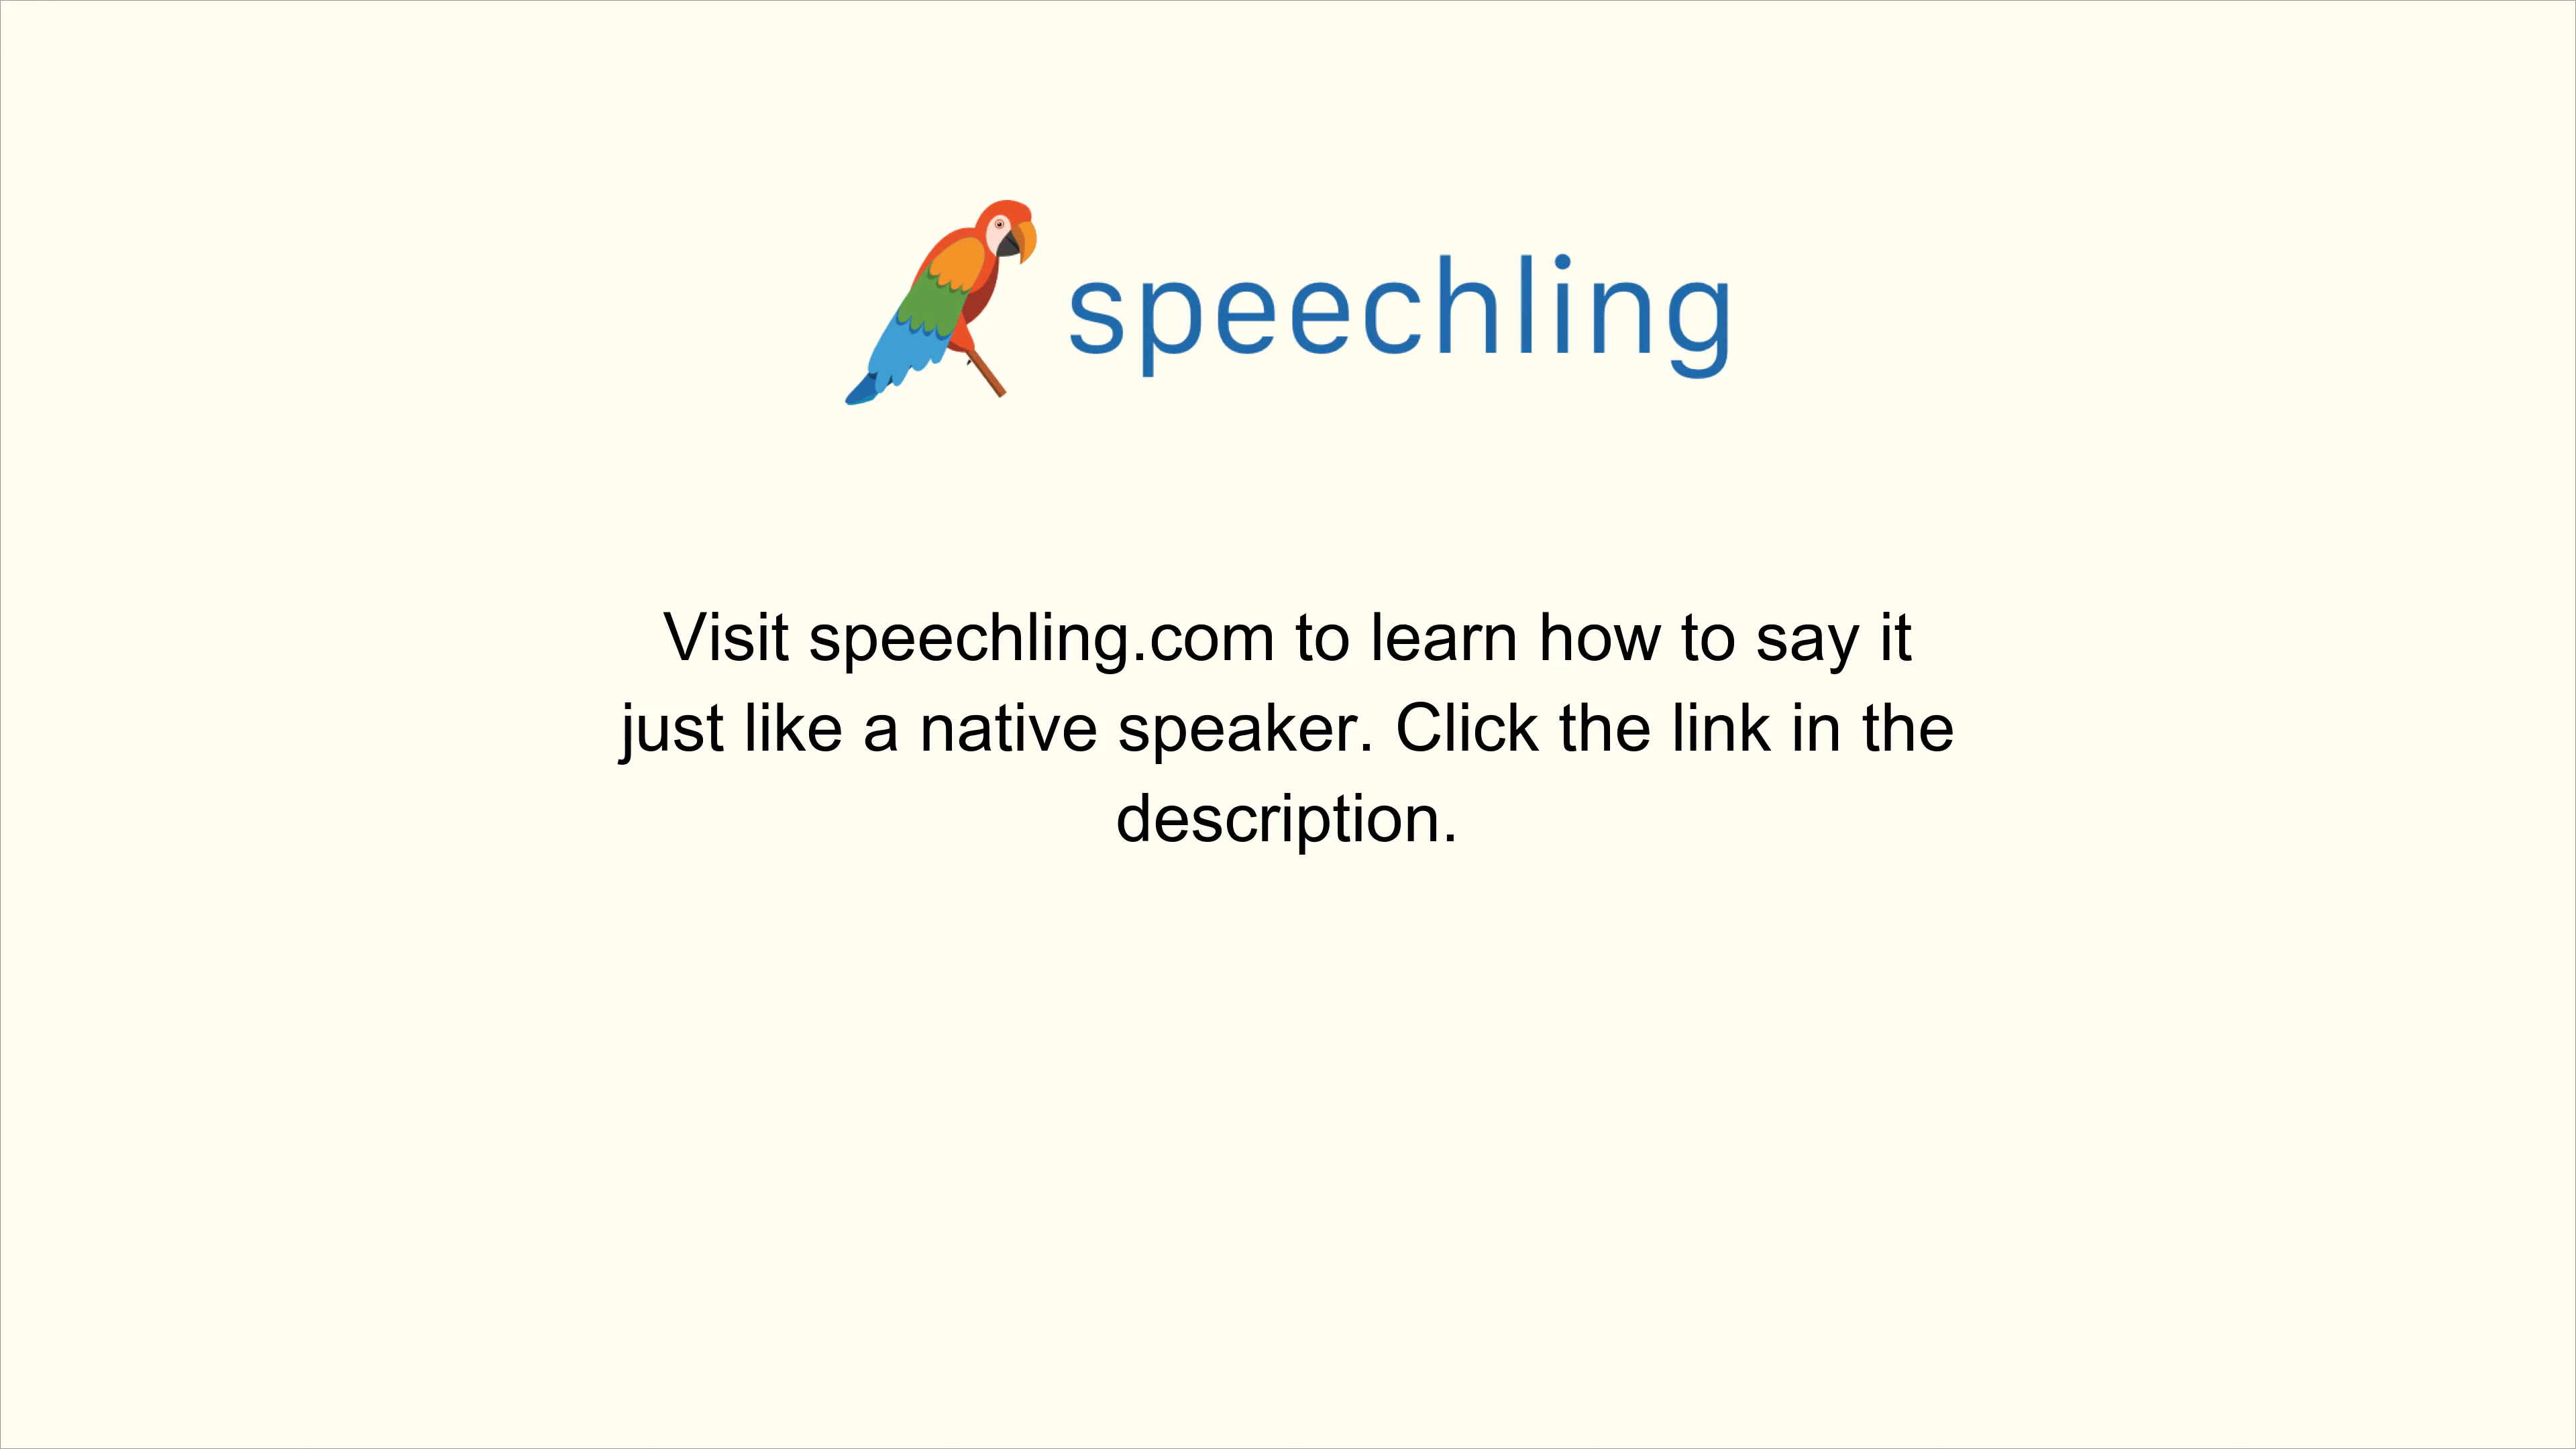 speechling
Visit speechling.com to learn how to say it
just like a native speaker. Click the link in the
description.